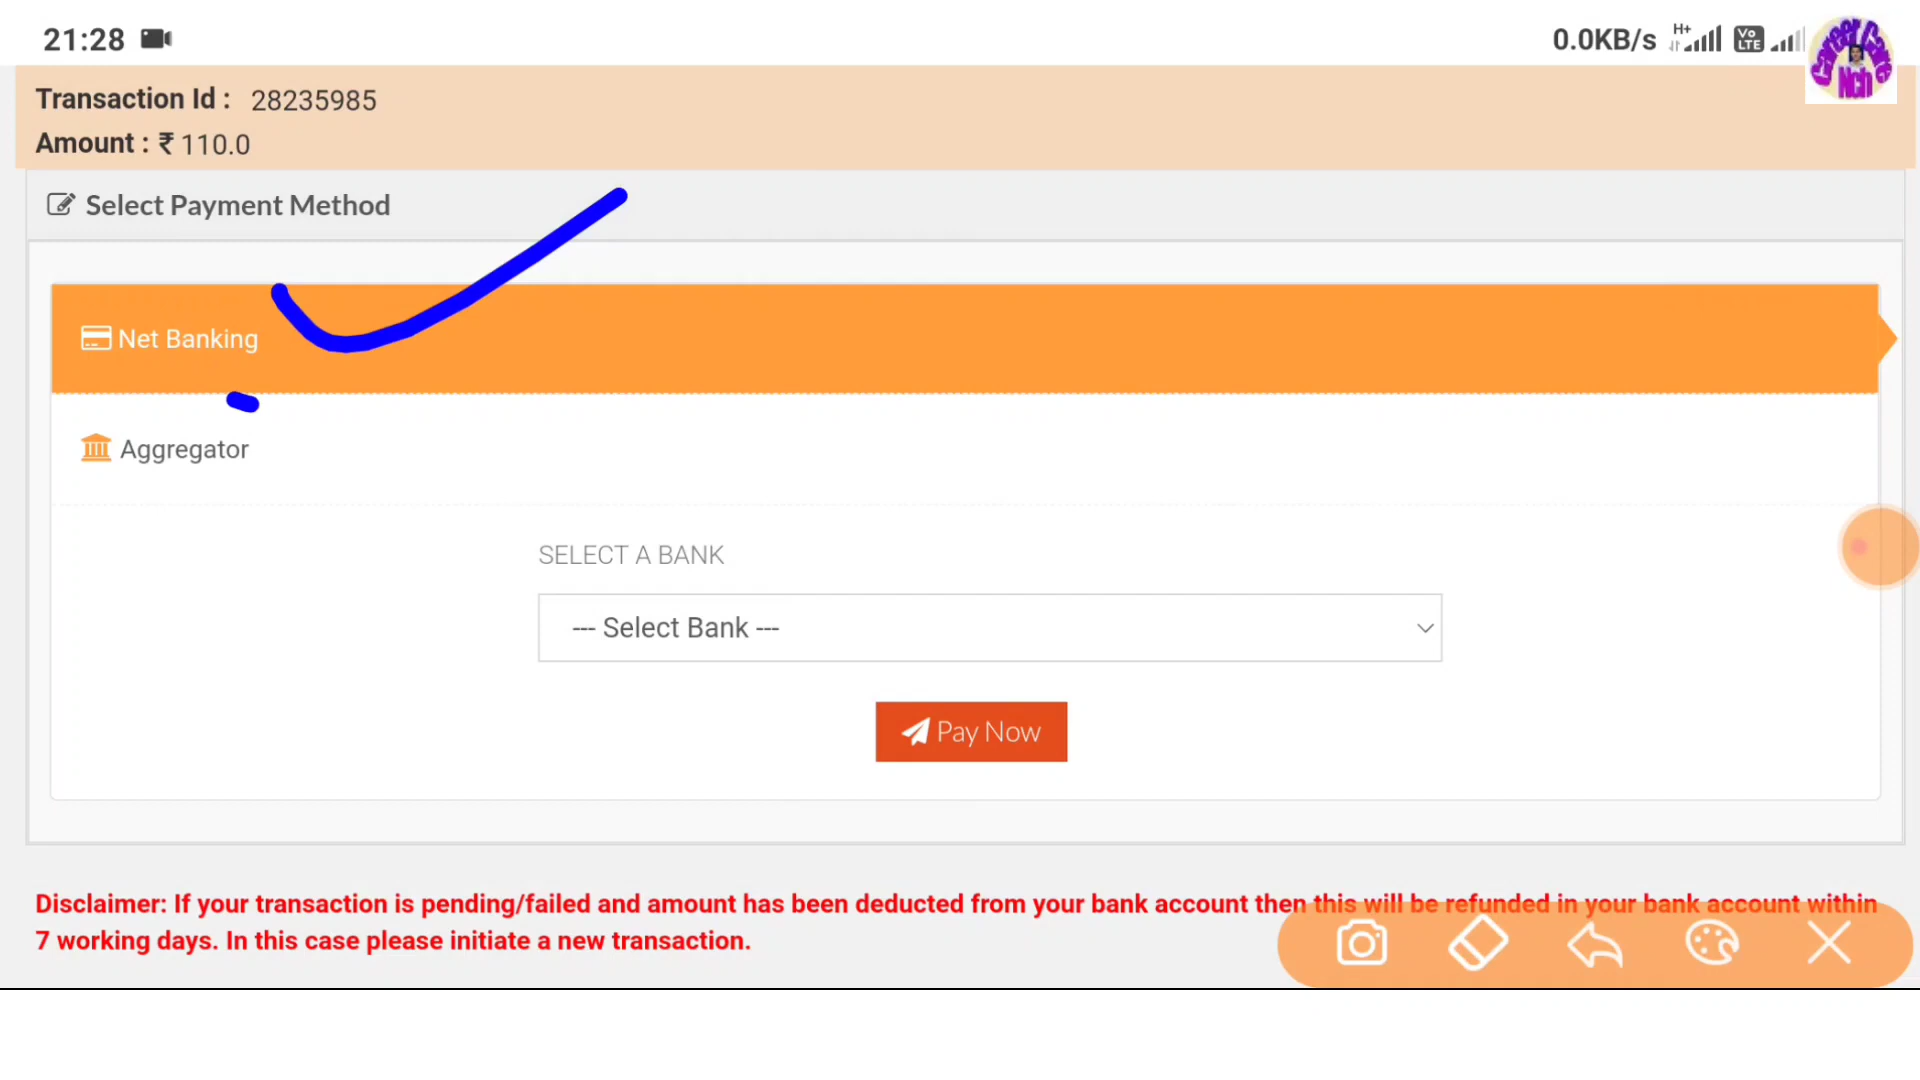 21:28
0.0KB/s H+ Vo LTE
Transaction Id : 28235985
Amount : ₹ 110.0
Select Payment Method
Net Banking
Aggregator
SELECT A BANK
--- Select Bank ---
Pay Now
Disclaimer: If your transaction is pending/failed and amount has been deducted from your bank account then this will be refunded in your bank account within
7 working days. In this case please initiate a new transaction.